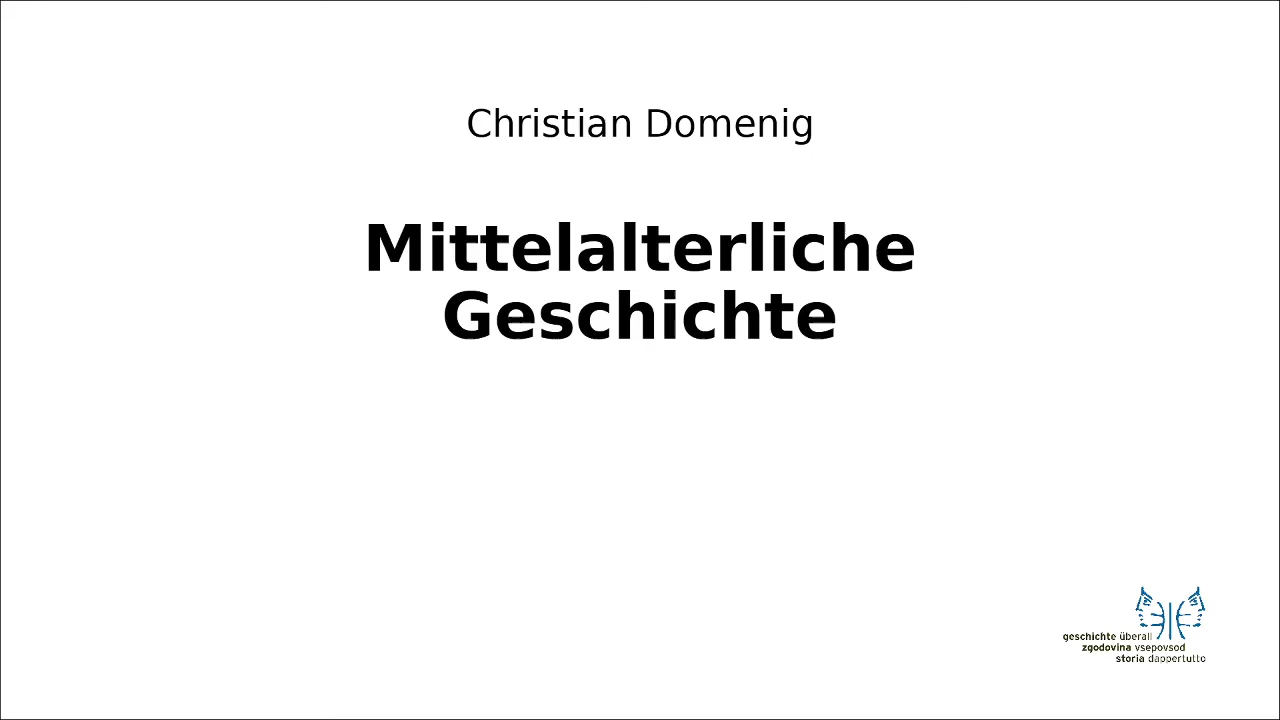 Christian Domenig
Mittelalterliche
Geschichte
geschichte überall
zgodovina vsepovsod
storia dappertutto